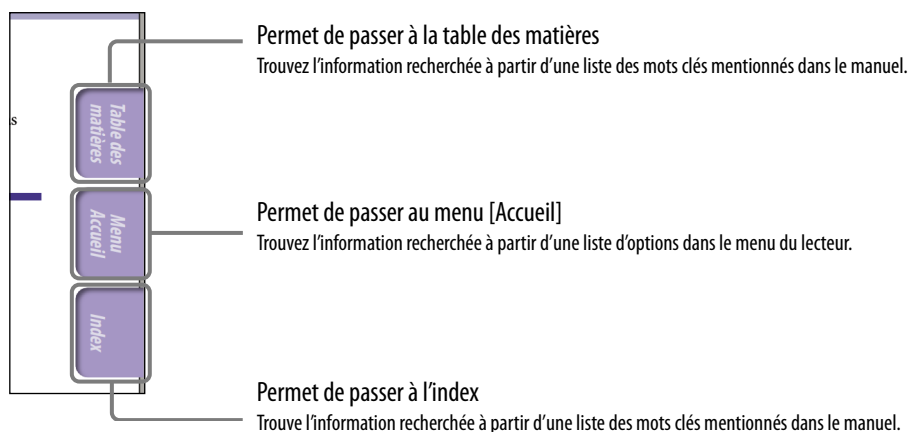 Permet de passer à la table des matières
Trouvez l'information recherchée à partir d'une liste des mots clés mentionnés dans le manuel.
s
Table des
matières
Permet de passer au menu [Accueil]
Trouvez l'information recherchée à partir d'une liste d'options dans le menu du lecteur.
Menu
Accueil
Index
Permet de passer à l'index
Trouve l'information recherchée à partir d'une liste des mots clés mentionnés dans le manuel.